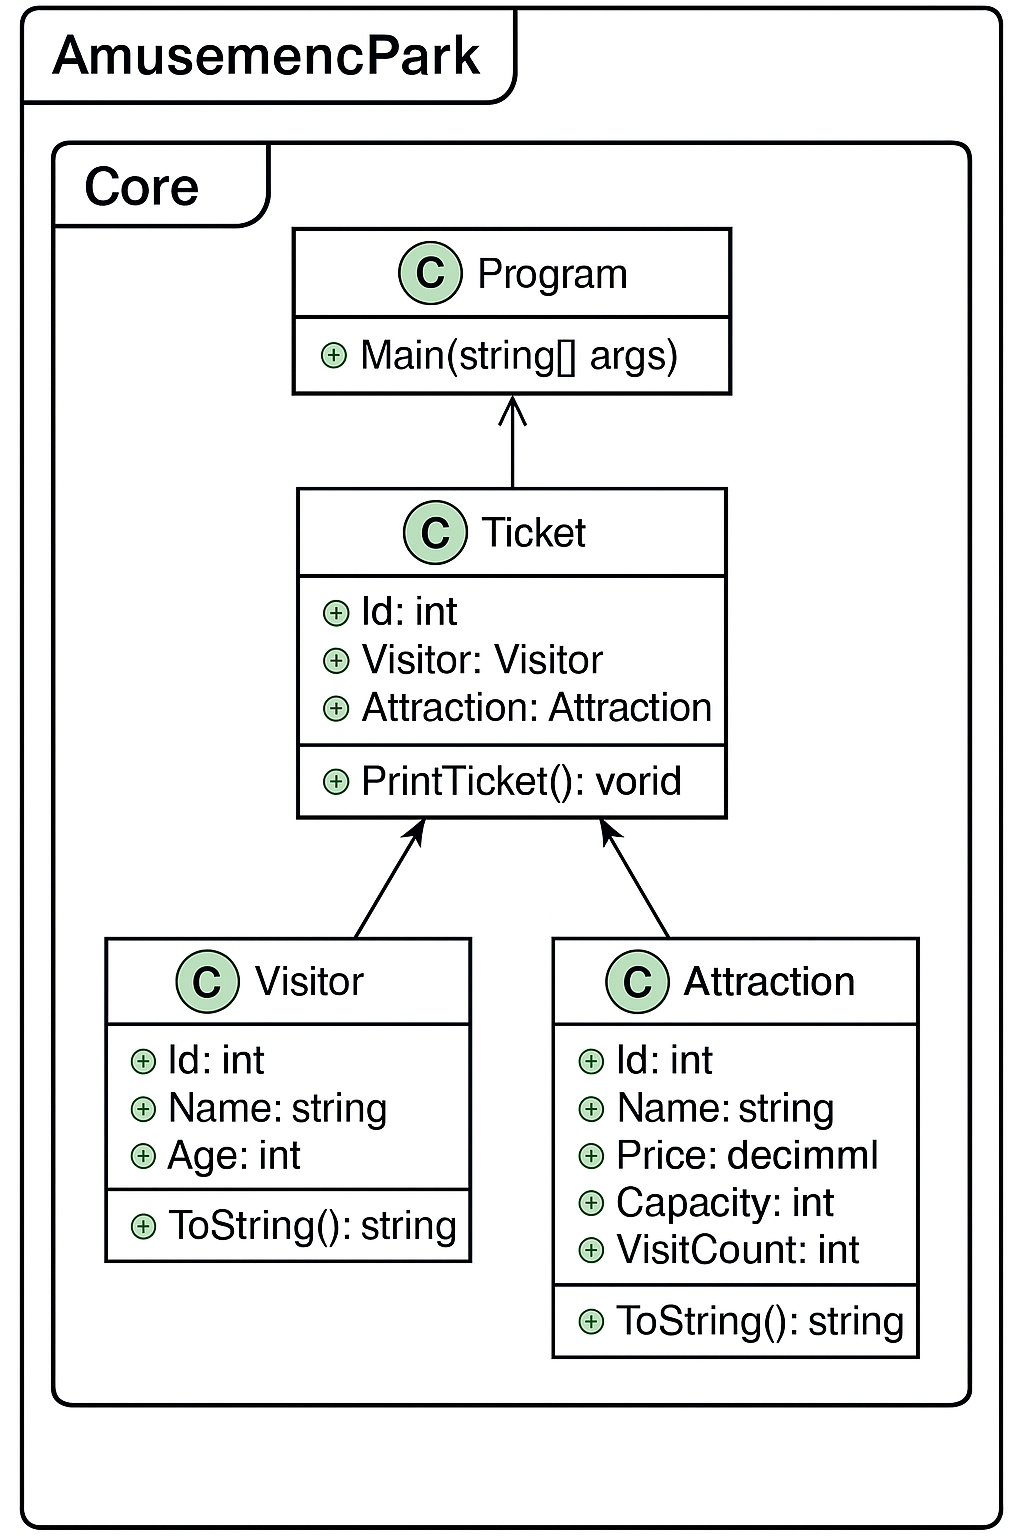 AmusemencPark
Core
C Program
+ Main(string[] args)
C Ticket
+ Id: int
+ Visitor: Visitor
+ Attraction: Attraction
+ PrintTicket(): vorid
C Visitor
+ Id: int
+ Name: string
+ Age: int
+ ToString(): string
C Attraction
+ Id: int
+ Name: string
+ Price: decimml
+ Capacity: int
+ VisitCount: int
+ ToString(): string